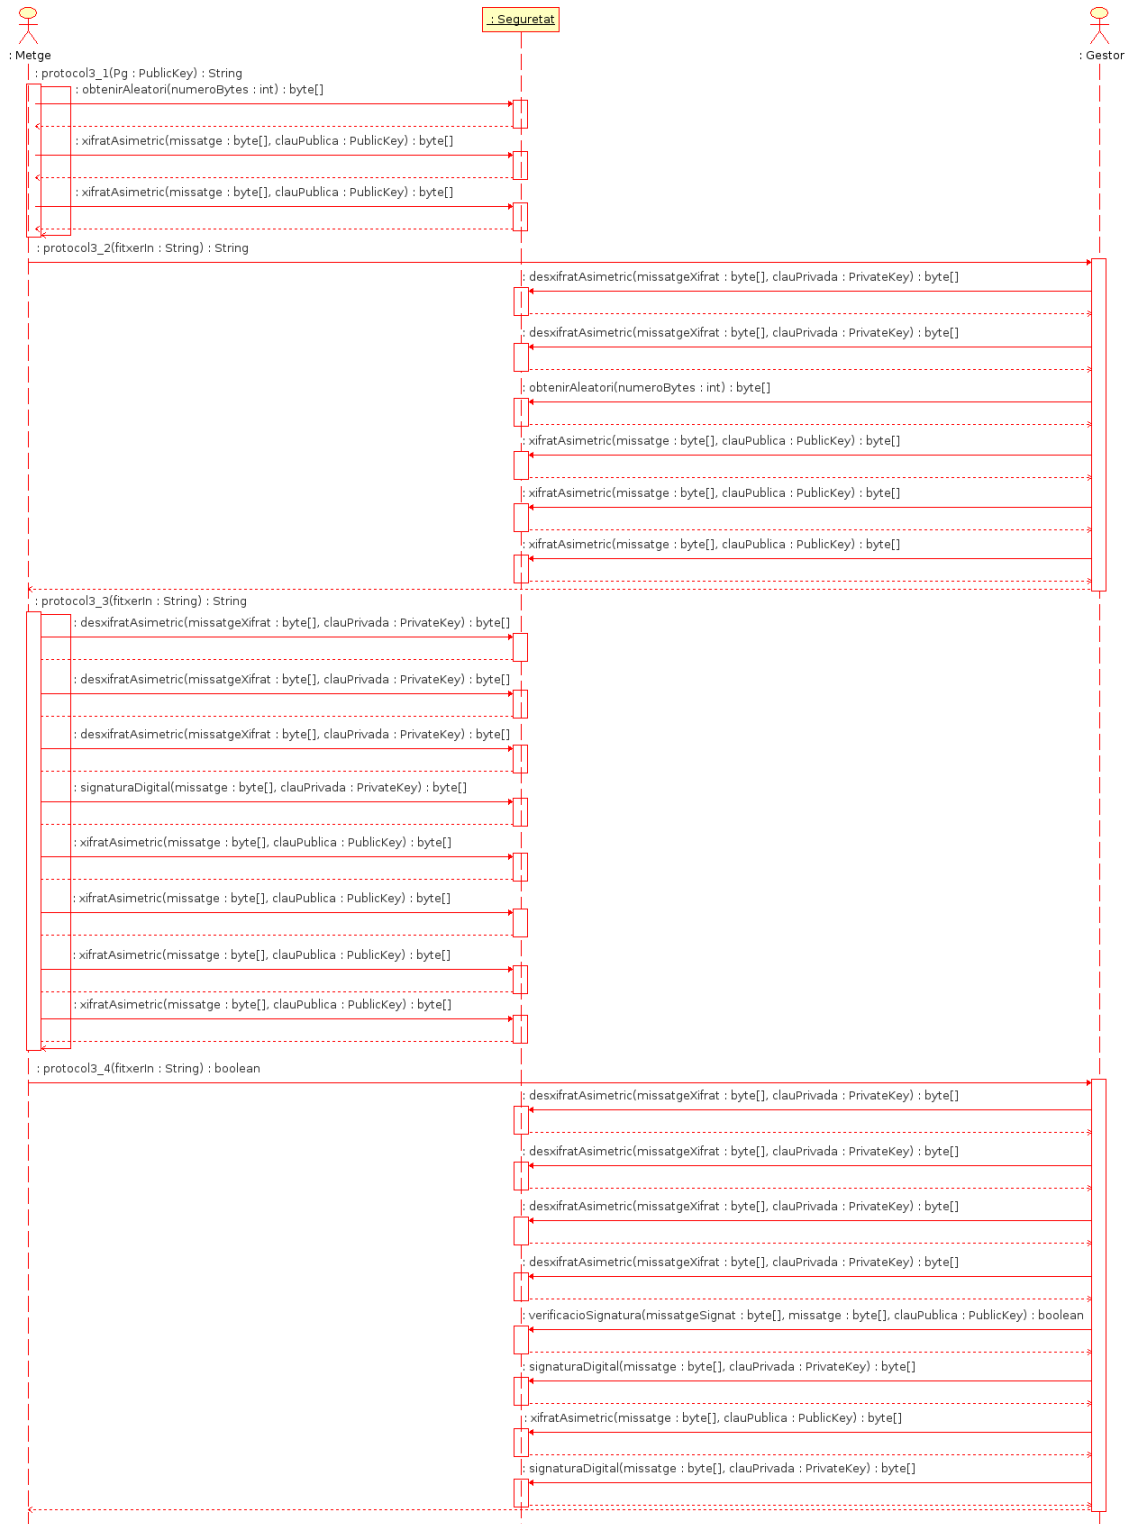 : Seguretat
: Metge
: Gestor
: protocol3_1(Pg : PublicKey) : String
: obtenirAleatori(numeroBytes : int) : byte[]
: xifratAsimetric(missatge : byte[], clauPublica : PublicKey) : byte[]
: xifratAsimetric(missatge : byte[], clauPublica : PublicKey) : byte[]
: protocol3_2(fitxerIn : String) : String
: desxifratAsimetric(missatgeXifrat : byte[], clauPrivada : PrivateKey) : byte[]
: desxifratAsimetric(missatgeXifrat : byte[], clauPrivada : PrivateKey) : byte[]
: obtenirAleatori(numeroBytes : int) : byte[]
: xifratAsimetric(missatge : byte[], clauPublica : PublicKey) : byte[]
: xifratAsimetric(missatge : byte[], clauPublica : PublicKey) : byte[]
: xifratAsimetric(missatge : byte[], clauPublica : PublicKey) : byte[]
: protocol3_3(fitxerIn : String) : String
: desxifratAsimetric(missatgeXifrat : byte[], clauPrivada : PrivateKey) : byte[]
: desxifratAsimetric(missatgeXifrat : byte[], clauPrivada : PrivateKey) : byte[]
: desxifratAsimetric(missatgeXifrat : byte[], clauPrivada : PrivateKey) : byte[]
: signaturaDigital(missatge : byte[], clauPrivada : PrivateKey) : byte[]
: xifratAsimetric(missatge : byte[], clauPublica : PublicKey) : byte[]
: xifratAsimetric(missatge : byte[], clauPublica : PublicKey) : byte[]
: xifratAsimetric(missatge : byte[], clauPublica : PublicKey) : byte[]
: xifratAsimetric(missatge : byte[], clauPublica : PublicKey) : byte[]
: protocol3_4(fitxerIn : String) : boolean
: desxifratAsimetric(missatgeXifrat : byte[], clauPrivada : PrivateKey) : byte[]
: desxifratAsimetric(missatgeXifrat : byte[], clauPrivada : PrivateKey) : byte[]
: desxifratAsimetric(missatgeXifrat : byte[], clauPrivada : PrivateKey) : byte[]
: desxifratAsimetric(missatgeXifrat : byte[], clauPrivada : PrivateKey) : byte[]
: verificacioSignatura(missatgeSignat : byte[], missatge : byte[], clauPublica : PublicKey) : boolean
: signaturaDigital(missatge : byte[], clauPrivada : PrivateKey) : byte[]
: xifratAsimetric(missatge : byte[], clauPublica : PublicKey) : byte[]
: signaturaDigital(missatge : byte[], clauPrivada : PrivateKey) : byte[]